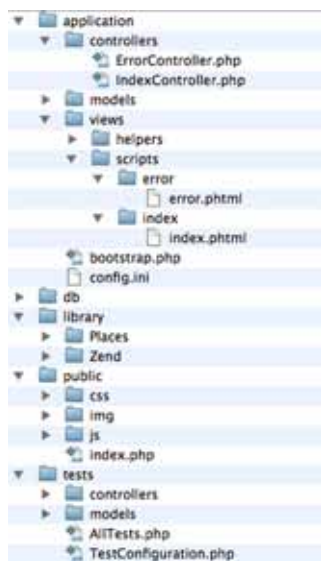 application
controllers
ErrorController.php
IndexController.php
models
views
helpers
scripts
error
error.phtml
index
index.phtml
bootstrap.php
config.ini
db
library
Places
Zend
public
css
img
js
index.php
tests
controllers
models
AllTests.php
TestConfiguration.php